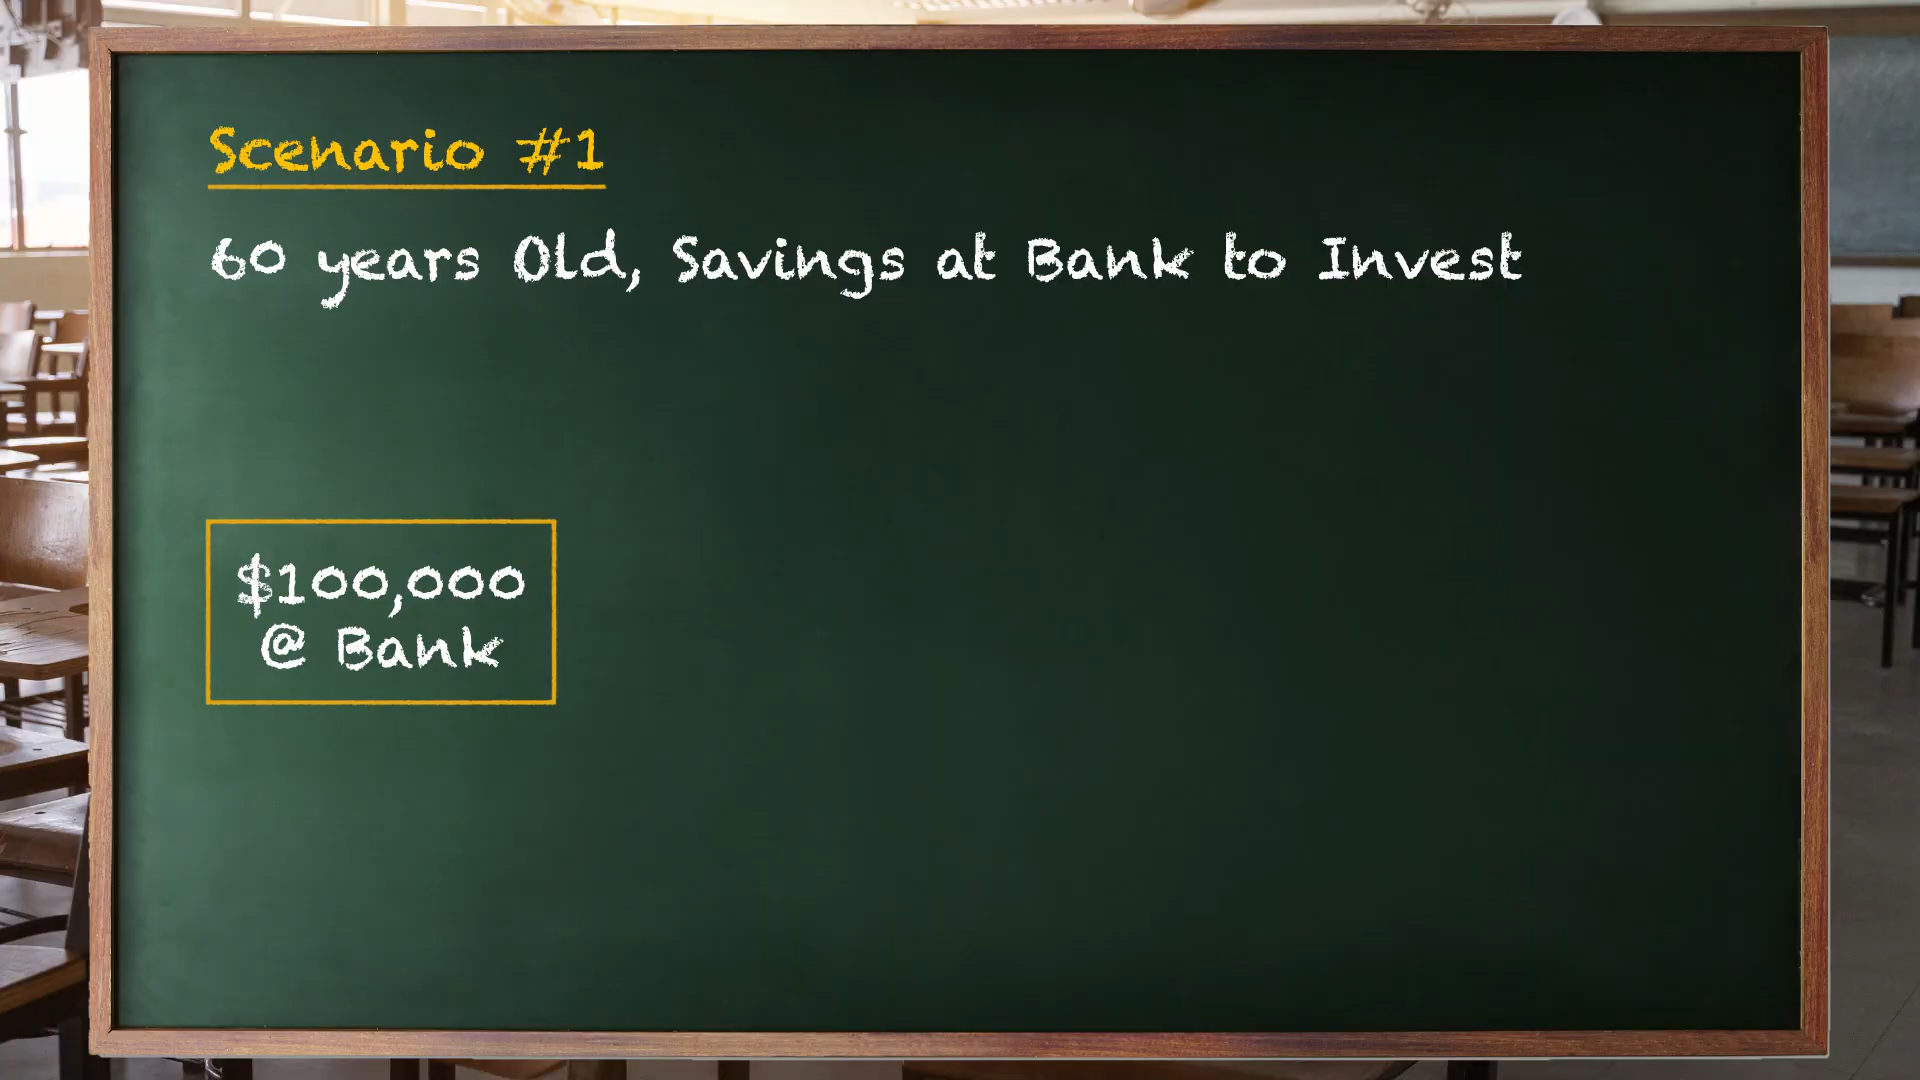 Scenario #1
60 years Old, Savings at Bank to Invest
$100,000
@ Bank